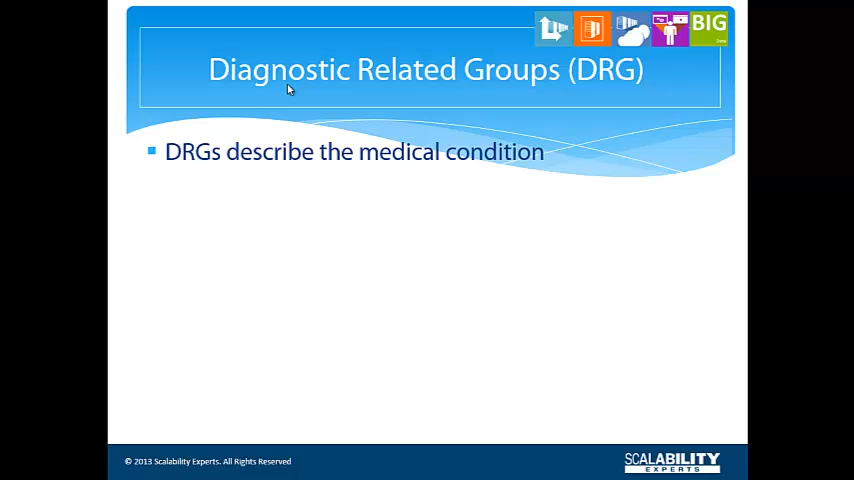 BIG
Diagnostic Related Groups (DRG)
DRGs describe the medical condition
© 2013 Scalability Experts. All Rights Reserved
SCALABILITY
EXPERTS